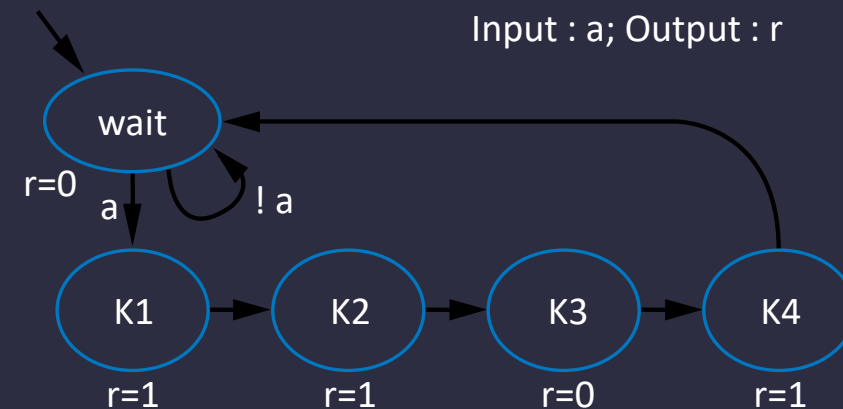 Input : a; Output : r
wait
r=0
a
! a
K1
K2
K3
K4
r=1
r=1
r=0
r=1